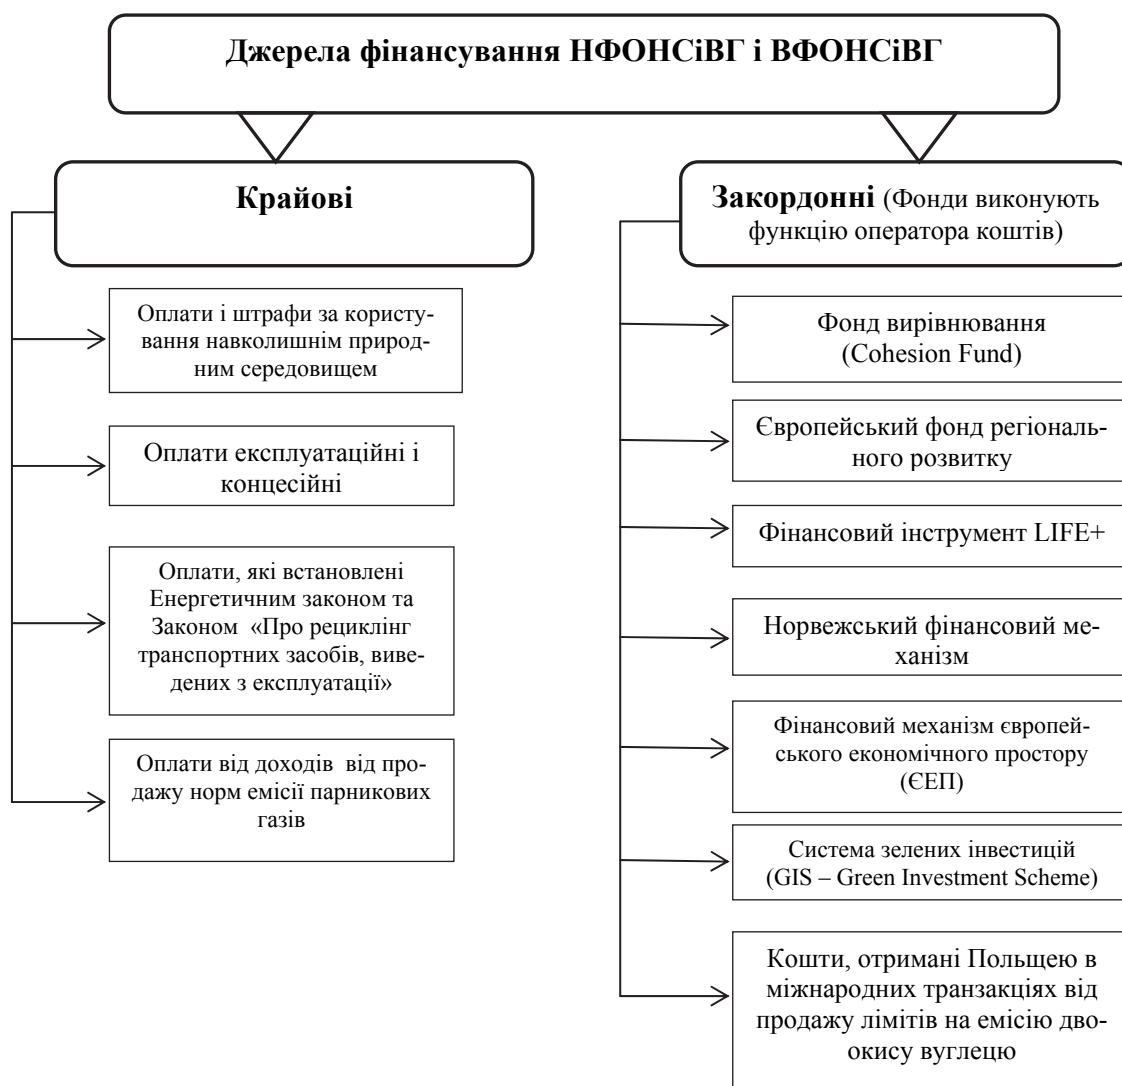 Джерела фінансування НФОНСіВГ і ВФОНСіВГ
Крайові
Оплати і штрафи за користу-
вання навколишнім природ-
ним середовищем
Оплати експлуатаційні і
концесійні
Оплати, які встановлені
Енергетичним законом та
Законом «Про рециклінг
транспортних засобів, виве-
дених з експлуатації»
Оплати від доходів від про-
дажу норм емісії парникових
газів
Закордонні (Фонди виконують
функцію оператора коштів)
Фонд вирівнювання
(Cohesion Fund)
Європейський фонд регіональ-
ного розвитку
Фінансовий інструмент LIFE+
Норвежський фінансовий ме-
ханізм
Фінансовий механізм європей-
ського економічного простору
(ЄЕП)
Система зелених інвестицій
(GIS – Green Investment Scheme)
Кошти, отримані Польщею в
міжнародних транзакціях від
продажу лімітів на емісію дво-
окису вуглецю